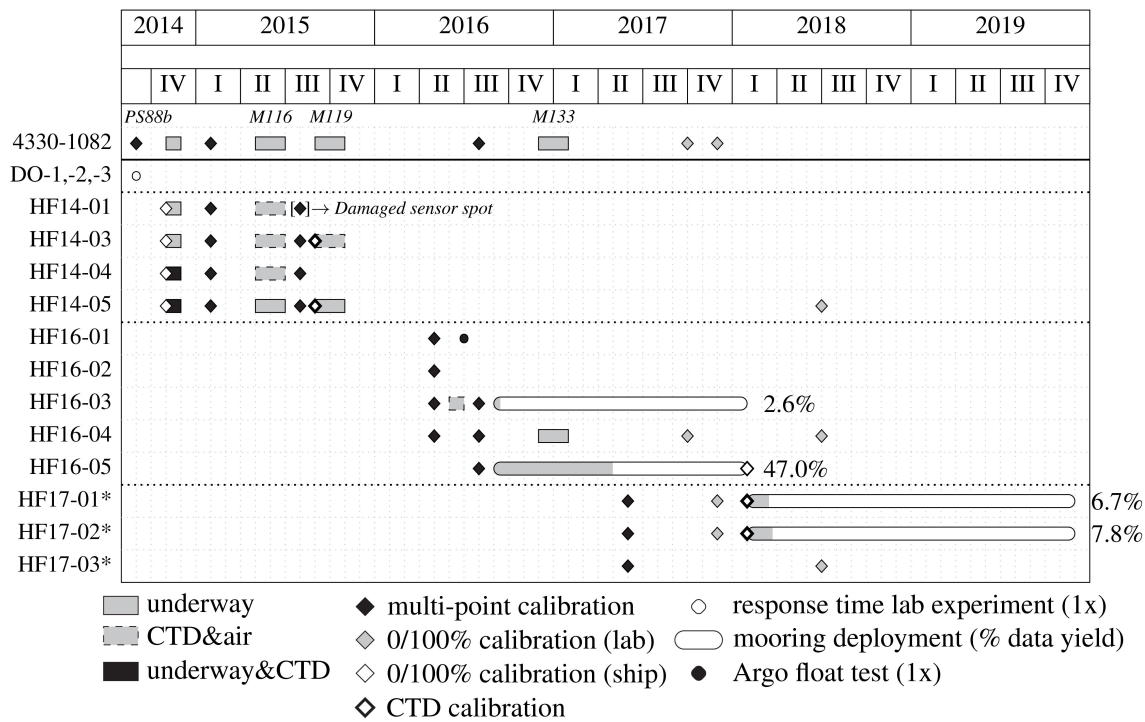 2014 2015 2016 2017 2018 2019
IV I II III IV I II III IV I II III IV I II III IV I II III IV
PS88b M116 M119 M133
4330-1082
DO-1,-2,-3
HF14-01 [ ]→ Damaged sensor spot
HF14-03
HF14-04
HF14-05
HF16-01
HF16-02
HF16-03 2.6%
HF16-04
HF16-05 47.0%
HF17-01* 6.7%
HF17-02* 7.8%
HF17-03*
underway multi-point calibration response time lab experiment (1x)
CTD&air 0/100% calibration (lab) mooring deployment (% data yield)
underway&CTD 0/100% calibration (ship) Argo float test (1x)
CTD calibration